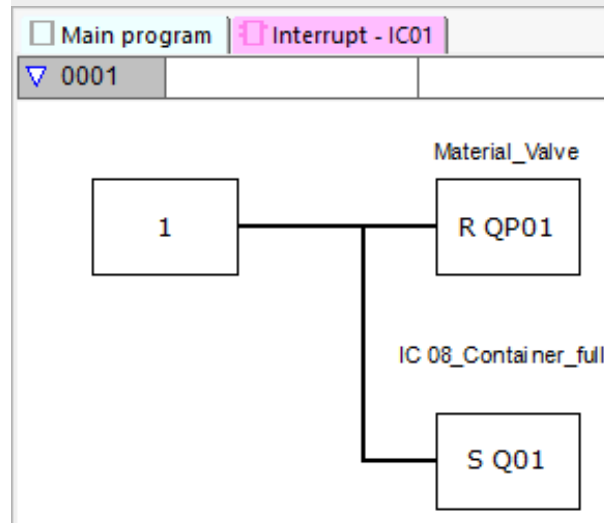 Main program Interrupt - IC01
0001
Material_Valve
1 R QP01
IC 08_Container_full
S Q01